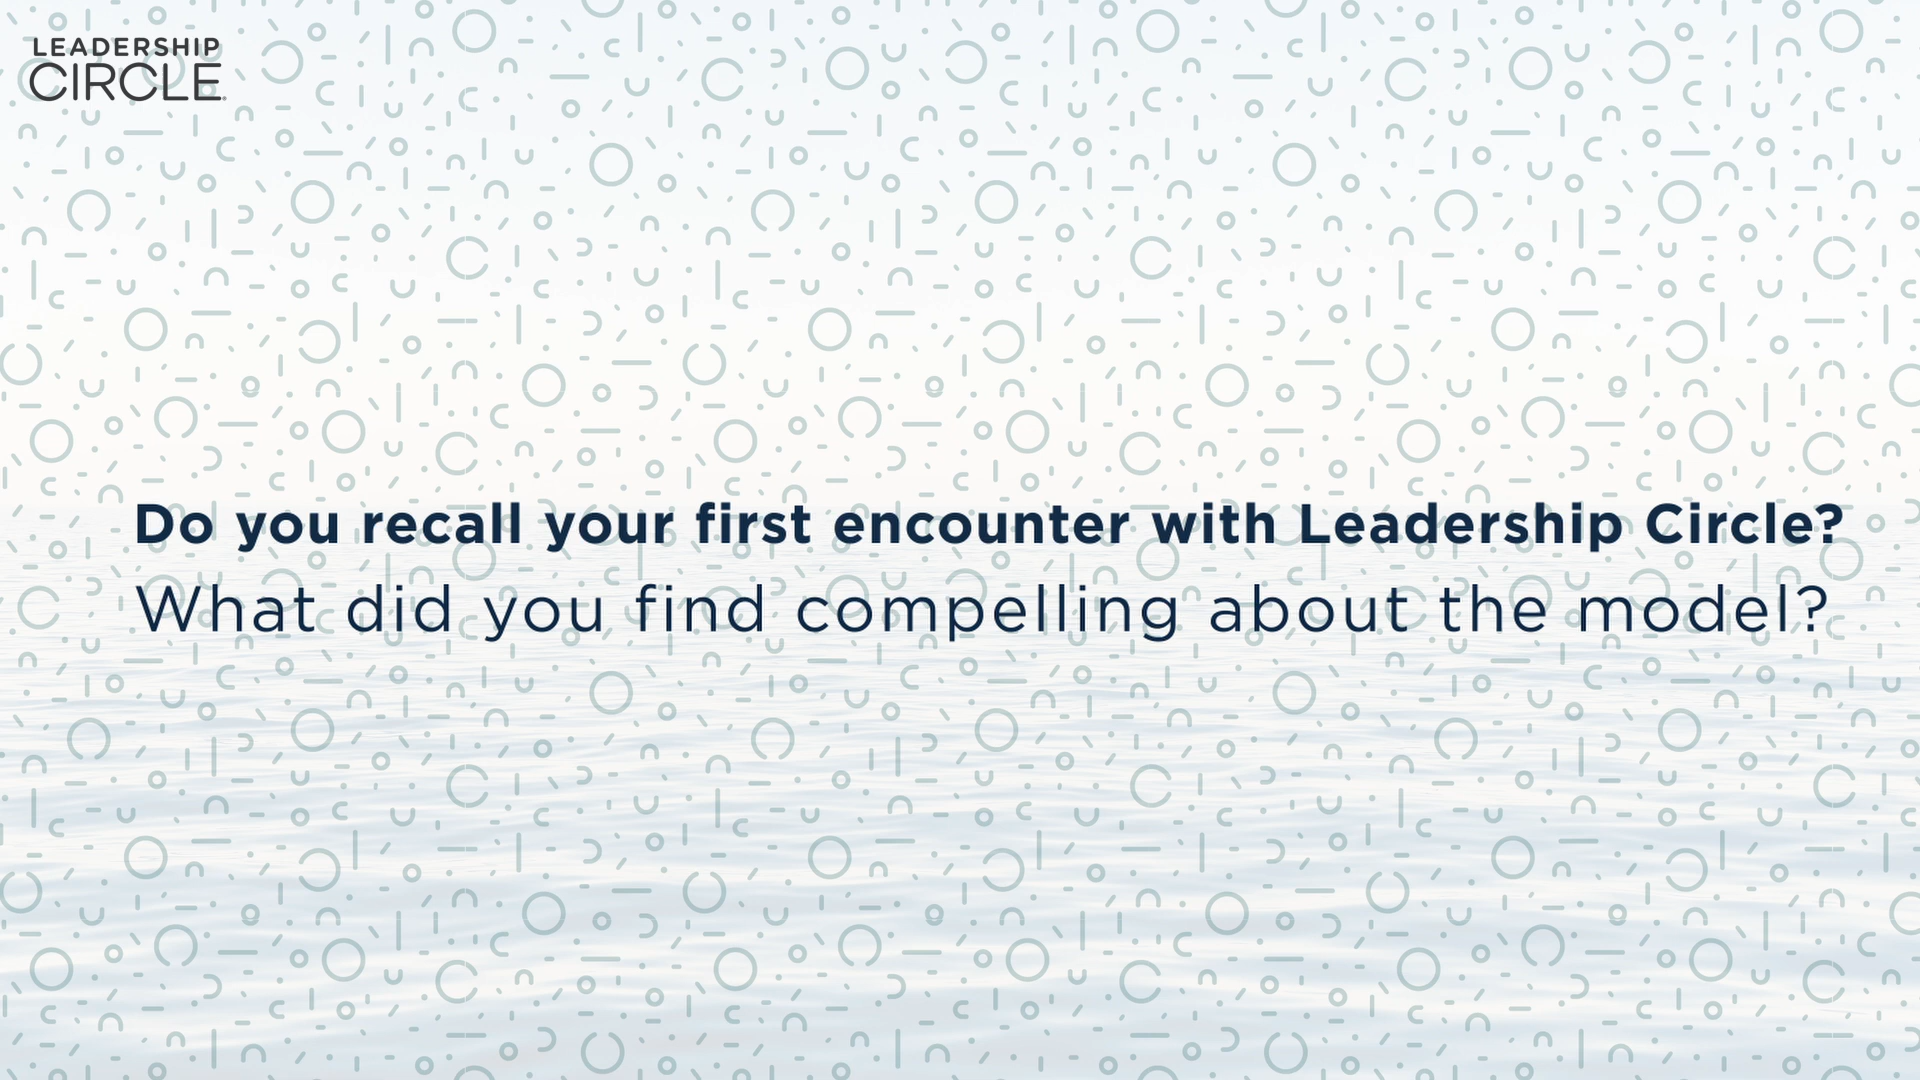 LEADERSHIP
CIRCLE
Do you recall your first encounter with Leadership Circle?
What did you find compelling about the model?